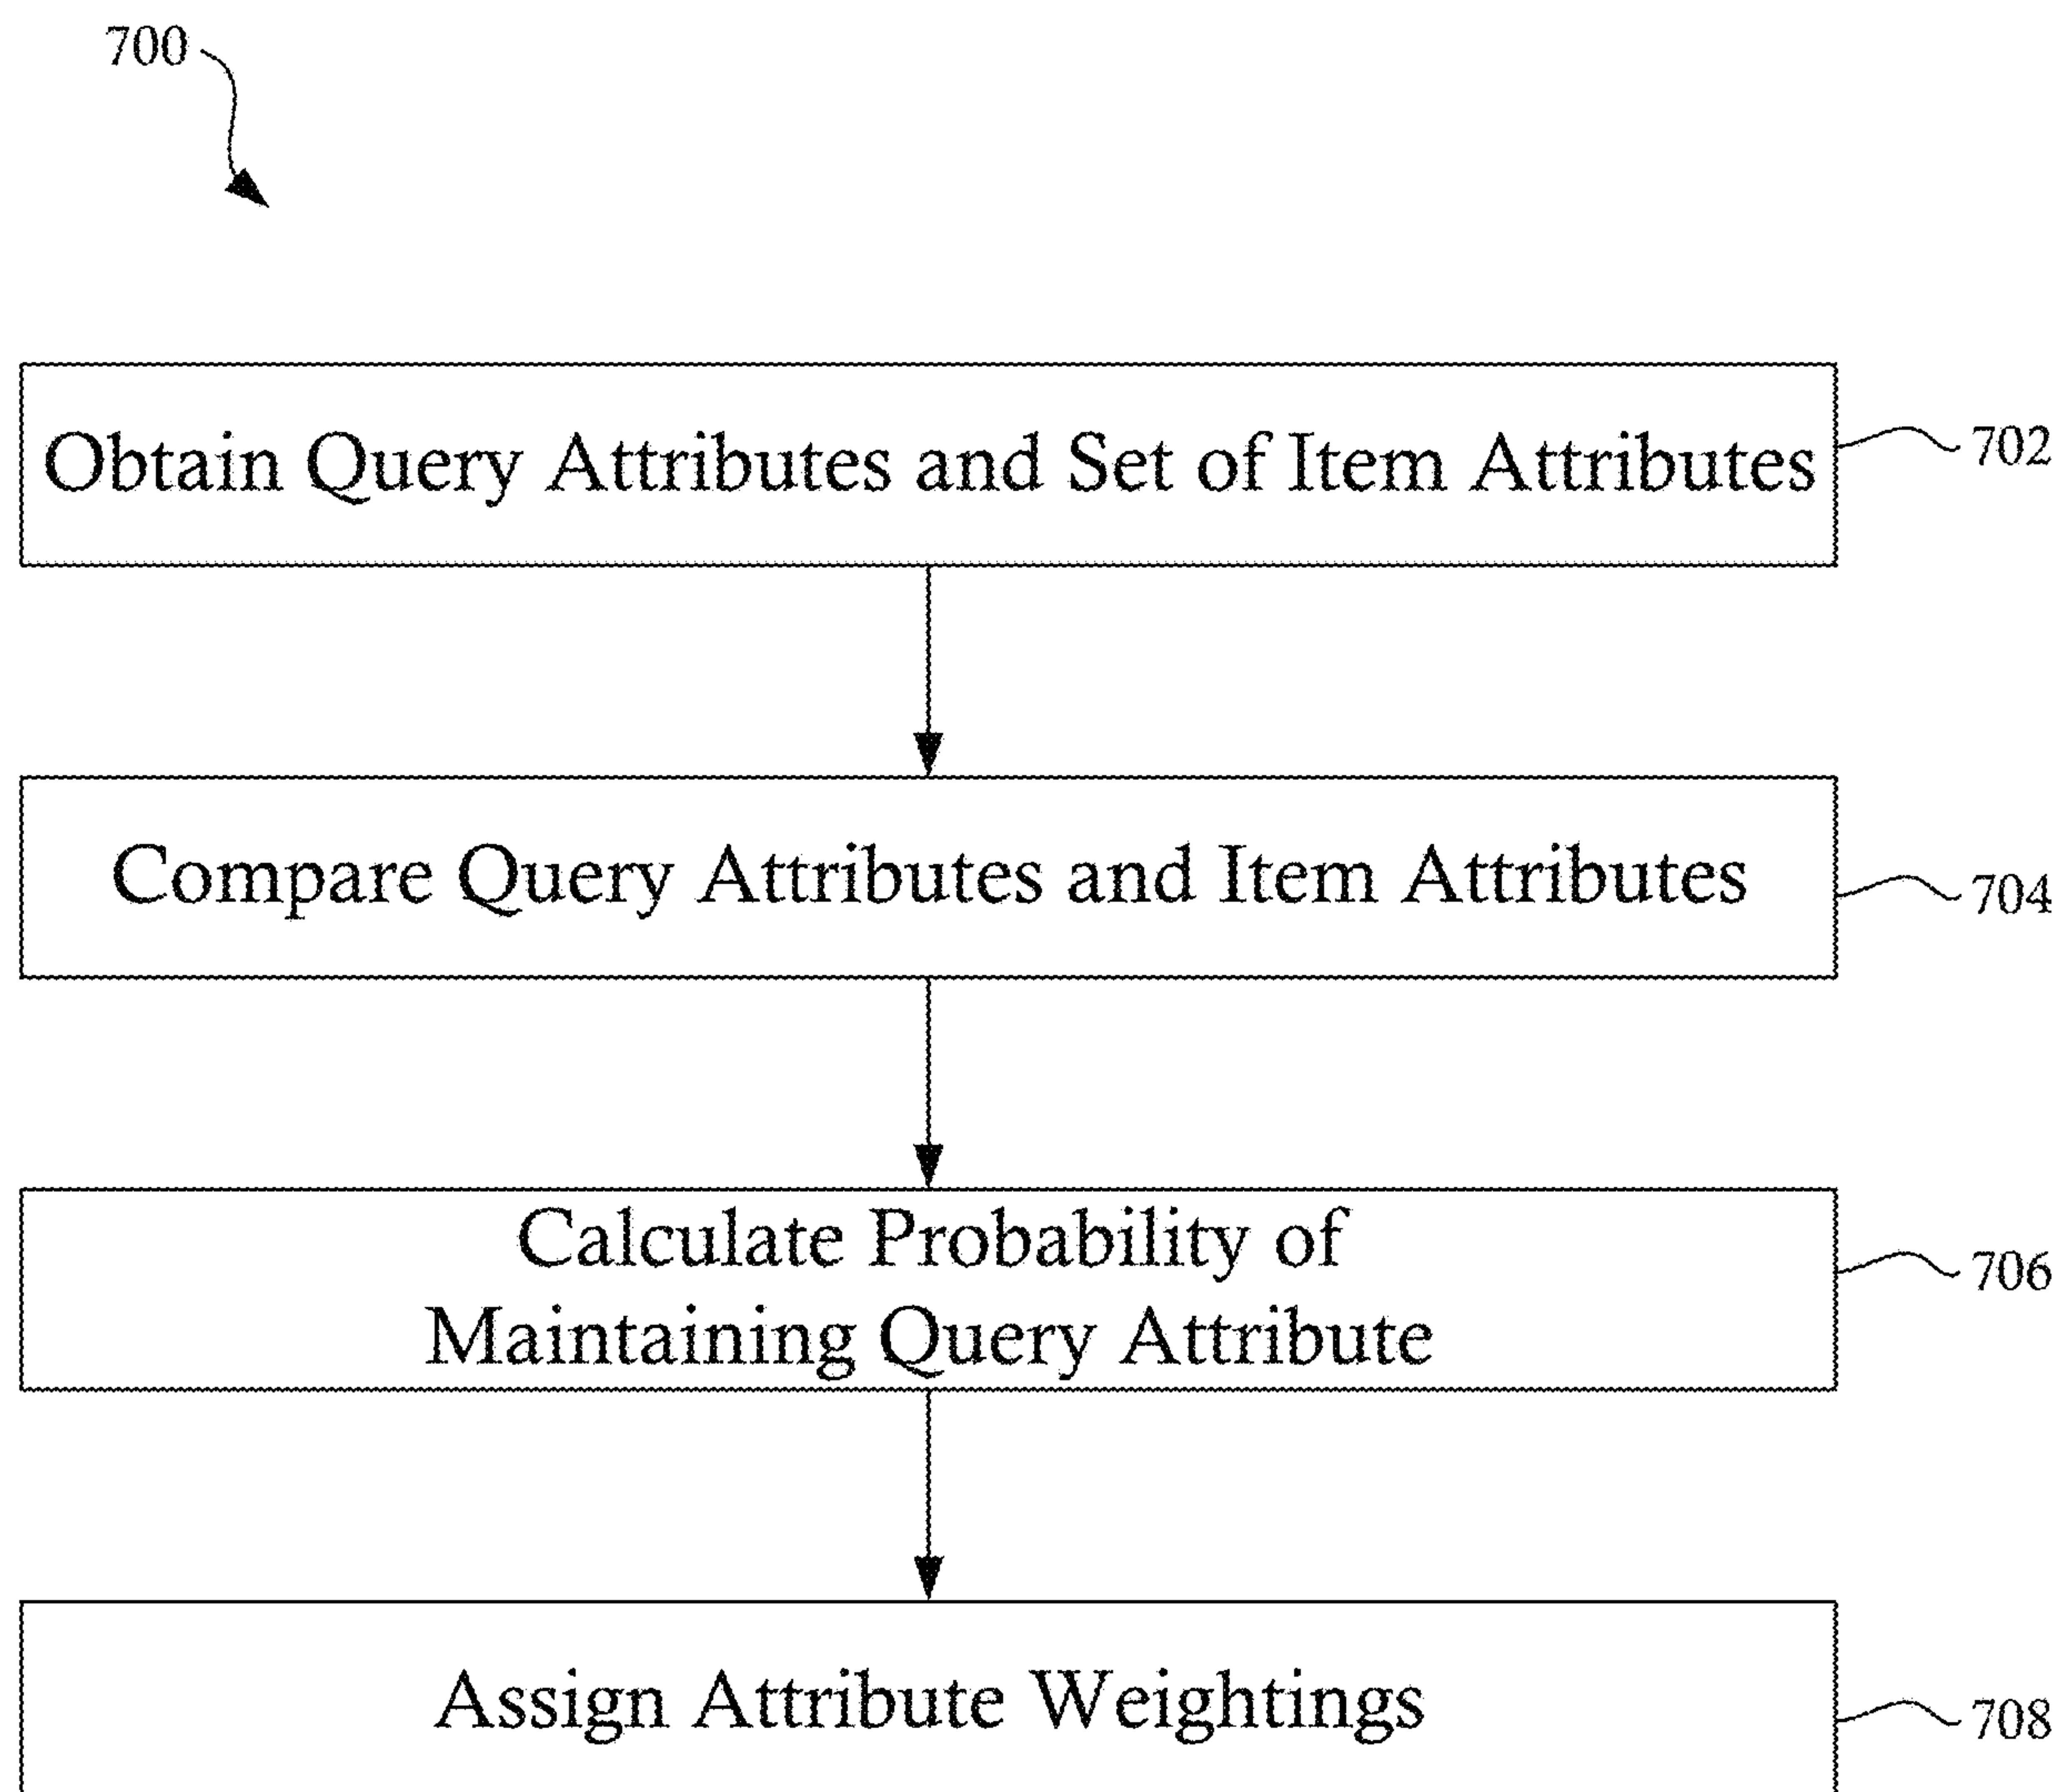 700
Obtain Query Attributes and Set of Item Attributes
702
Compare Query Attributes and Item Attributes
704
Calculate Probability of
Maintaining Query Attribute
706
Assign Attribute Weightings
708